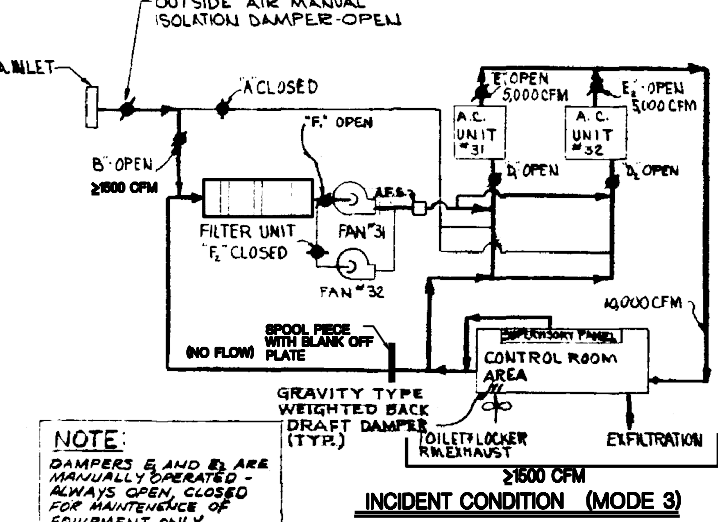 OUTSIDE AIR MANUAL
ISOLATION DAMPER-OPEN
A. INLET
"A" CLOSED
B"-OPEN
≥1500 CFM
"F₁" OPEN
E₁"OPEN
5,000 CFM
E₂"-OPEN
5,000 CFM
A.C.
UNIT
#31
A.C.
UNIT
#32
D₁"OPEN
D₂"OPEN
FILTER UNIT
"F₂" CLOSED
FAN#31
FAN#32
10,000 CFM
SPOOL PIECE
WITH BLANK OFF
PLATE
(NO FLOW)
SUPERVISORY PANEL
CONTROL ROOM
AREA
GRAVITY TYPE
WEIGHTED BACK
DRAFT DAMPER
(TYP.)
TOILET & LOCKER
RM EXHAUST
EXFILTRATION
≥1500 CFM
NOTE:
DAMPERS E₁ AND E₂ ARE
MANUALLY OPERATED -
ALWAYS OPEN, CLOSED
FOR MAINTENENCE OF
EQUIPMENT ONLY
INCIDENT CONDITION (MODE 3)